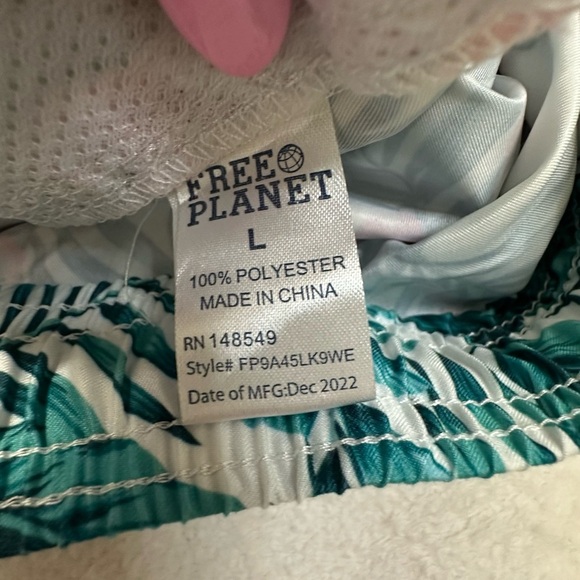 FREE
PLANET
L
100% POLYESTER
MADE IN CHINA
RN 148549
Style# FP9A45LK9WE
Date of MFG:Dec 2022